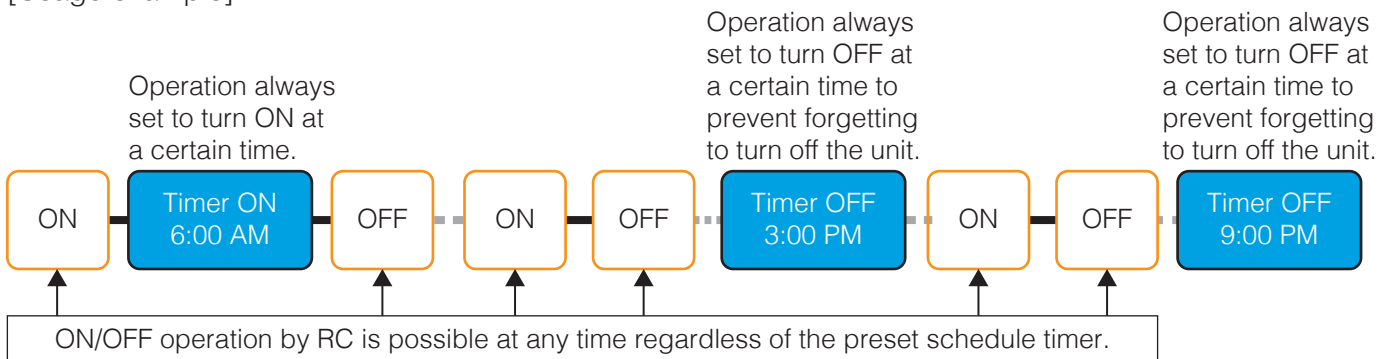 Operation always
set to turn ON at
a certain time.
Operation always
set to turn OFF at
a certain time to
prevent forgetting
to turn off the unit.
Operation always
set to turn OFF at
a certain time to
prevent forgetting
to turn off the unit.
ON
Timer ON
6:00 AM
OFF
ON
OFF
Timer OFF
3:00 PM
ON
OFF
Timer OFF
9:00 PM
ON/OFF operation by RC is possible at any time regardless of the preset schedule timer.